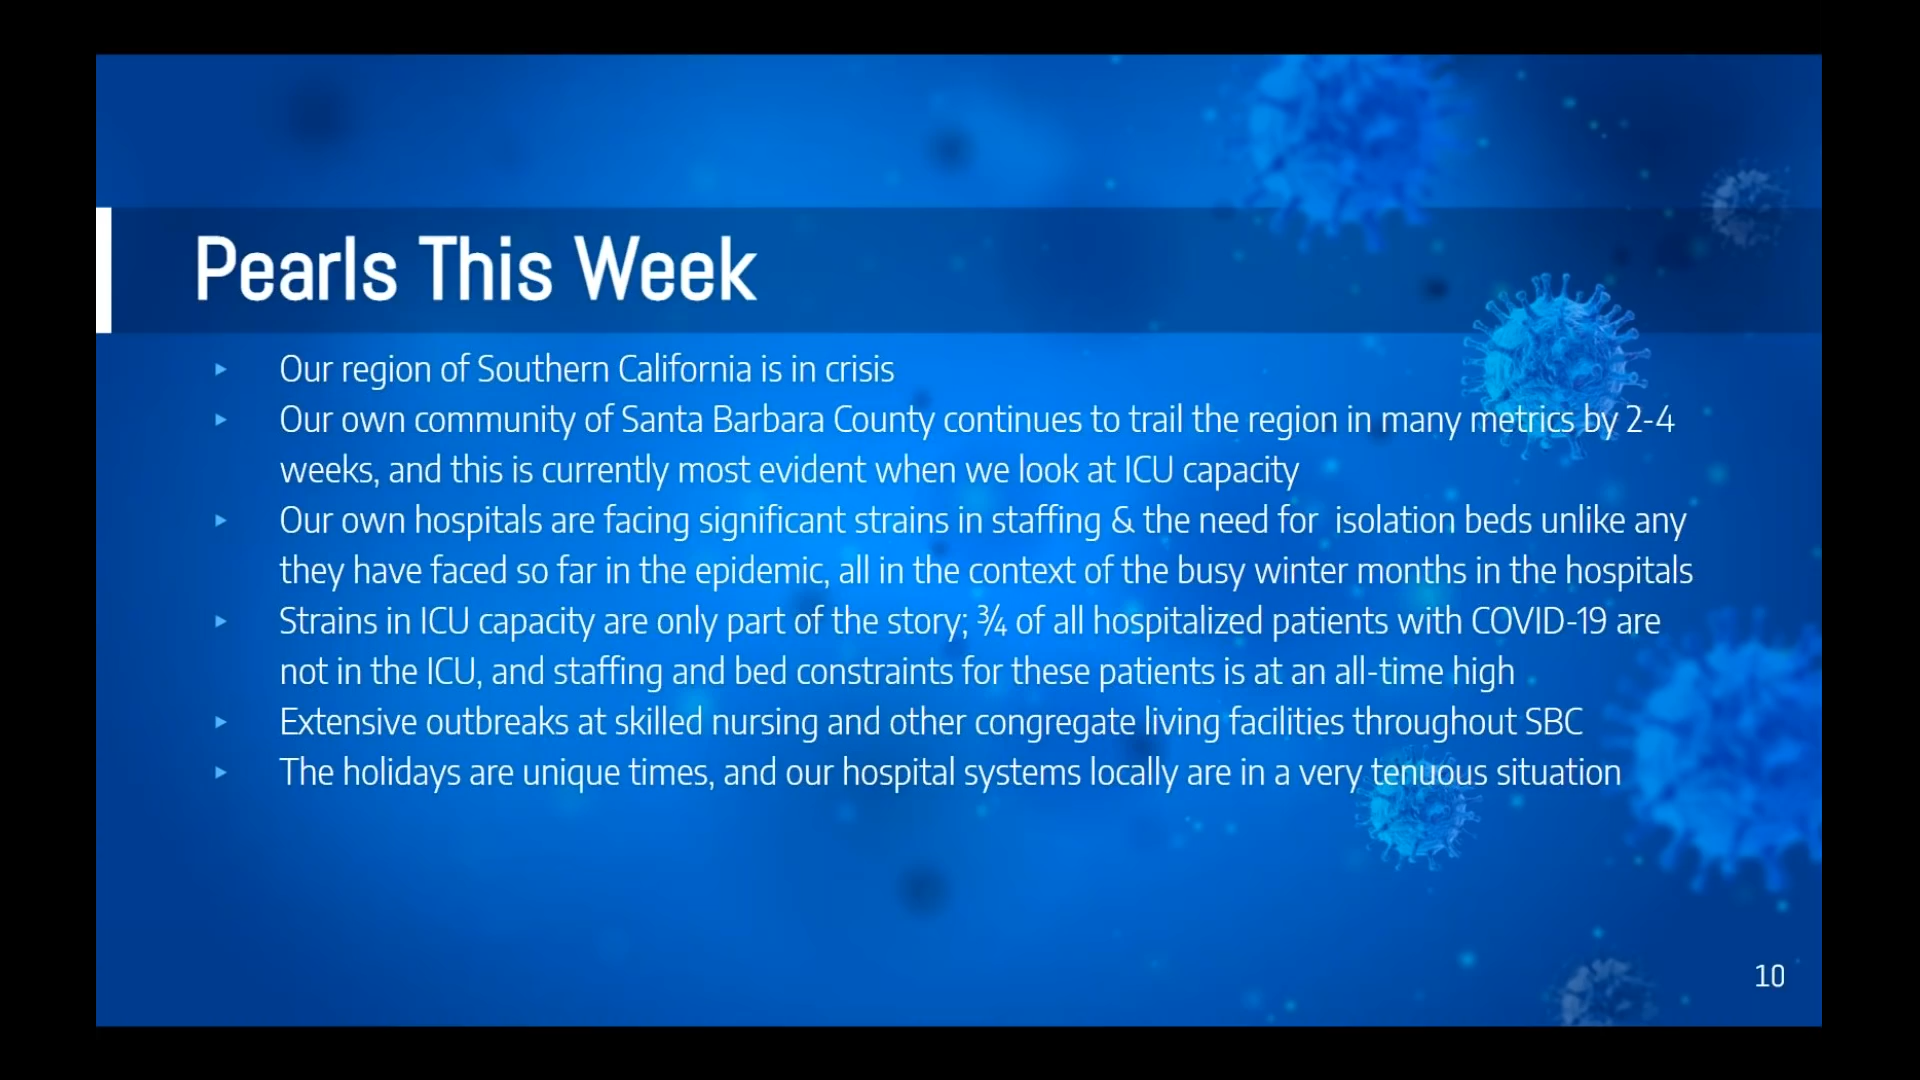 Pearls This Week
▸ Our region of Southern California is in crisis
▸ Our own community of Santa Barbara County continues to trail the region in many metrics by 2-4
weeks, and this is currently most evident when we look at ICU capacity
▸ Our own hospitals are facing significant strains in staffing & the need for  isolation beds unlike any
they have faced so far in the epidemic, all in the context of the busy winter months in the hospitals
▸ Strains in ICU capacity are only part of the story; ¾ of all hospitalized patients with COVID-19 are
not in the ICU, and staffing and bed constraints for these patients is at an all-time high
▸ Extensive outbreaks at skilled nursing and other congregate living facilities throughout SBC
▸ The holidays are unique times, and our hospital systems locally are in a very tenuous situation
10